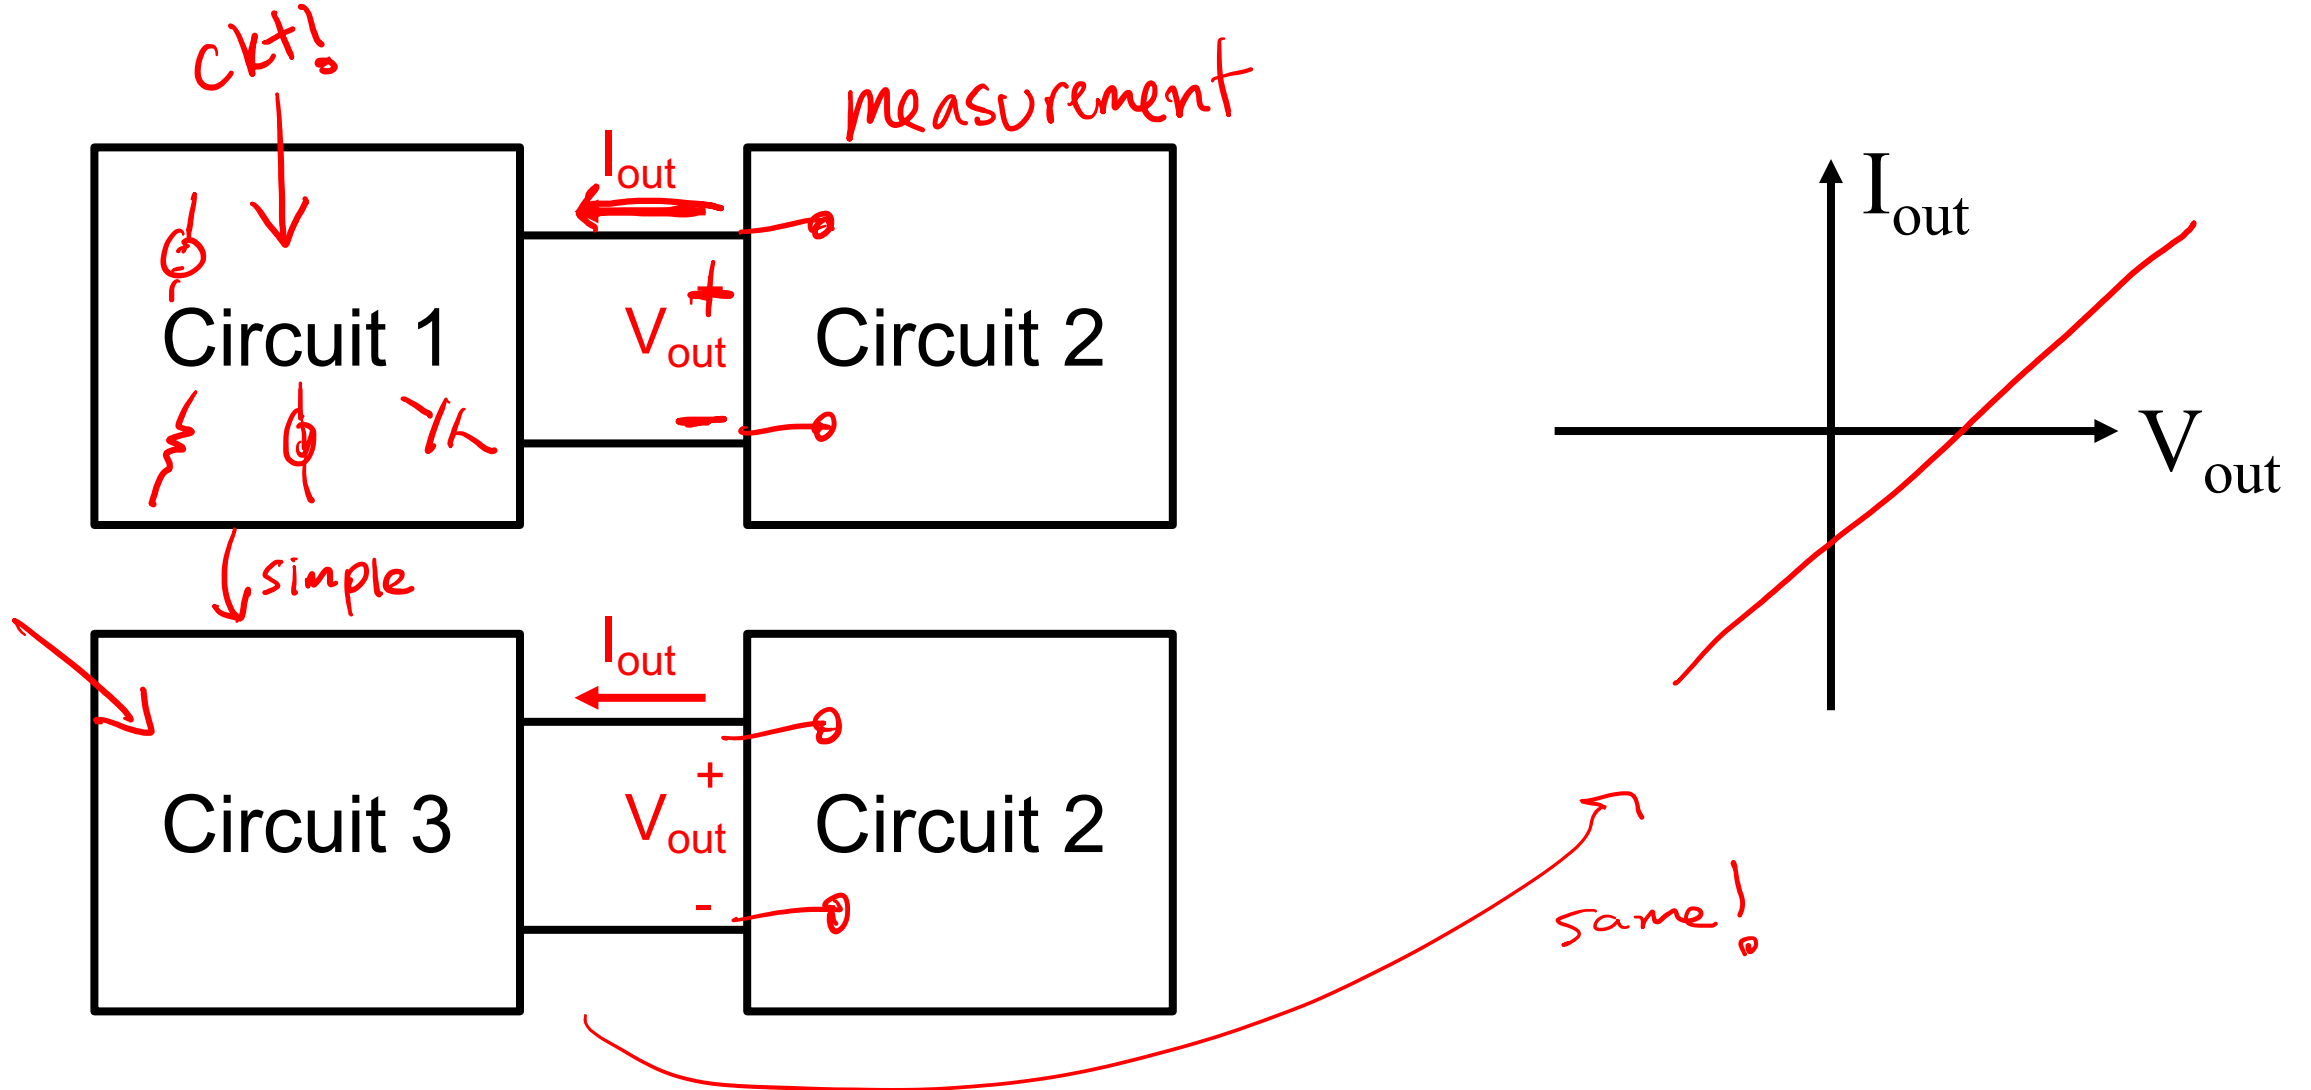 ckt!
measurement
Iout
Iout
Circuit 1
+
Vout
-
Circuit 2
Vout
simple
Iout
Circuit 3
+
Vout
-
Circuit 2
same!